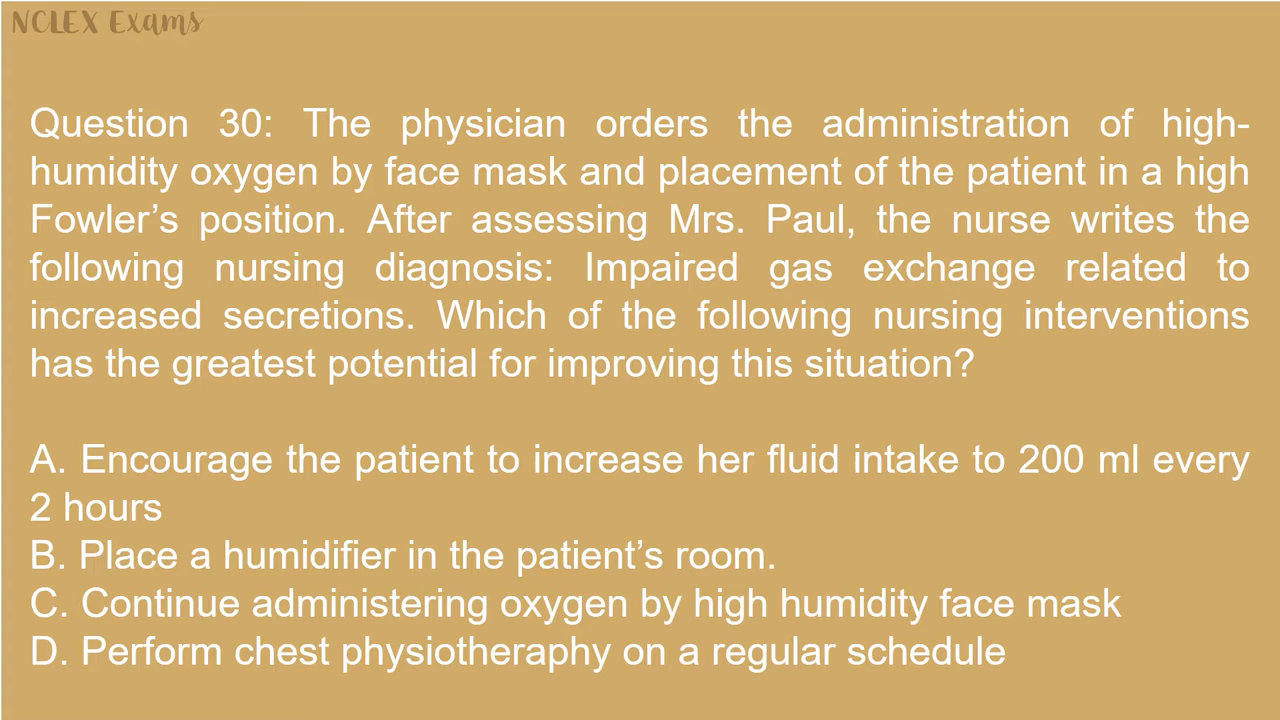 NCLEX Exams
Question 30: The physician orders the administration of high-
humidity oxygen by face mask and placement of the patient in a high
Fowler’s position. After assessing Mrs. Paul, the nurse writes the
following nursing diagnosis: Impaired gas exchange related to
increased secretions. Which of the following nursing interventions
has the greatest potential for improving this situation?
A. Encourage the patient to increase her fluid intake to 200 ml every
2 hours
B. Place a humidifier in the patient’s room.
C. Continue administering oxygen by high humidity face mask
D. Perform chest physiotheraphy on a regular schedule